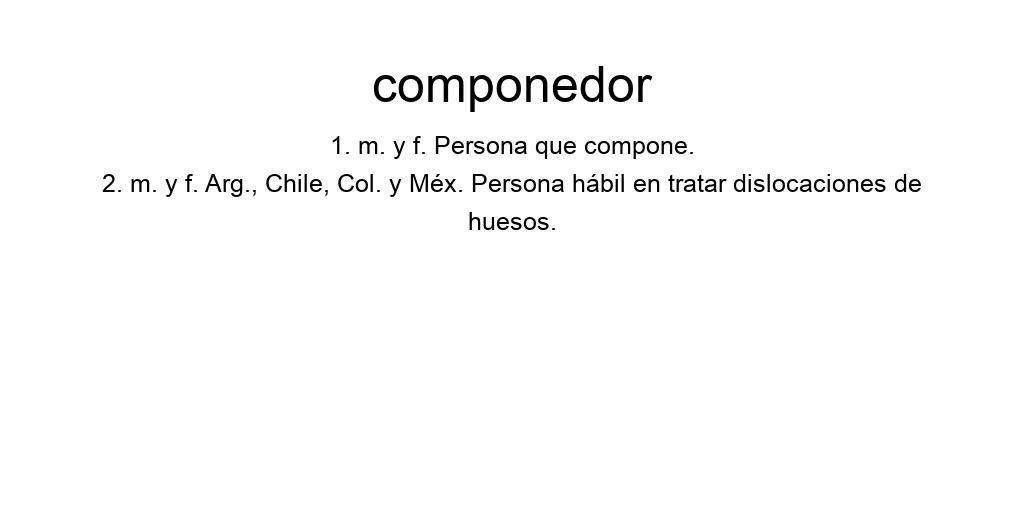 componedor
1. m. y f. Persona que compone.
2. m. y f. Arg., Chile, Col. y Méx. Persona hábil en tratar dislocaciones de
huesos.